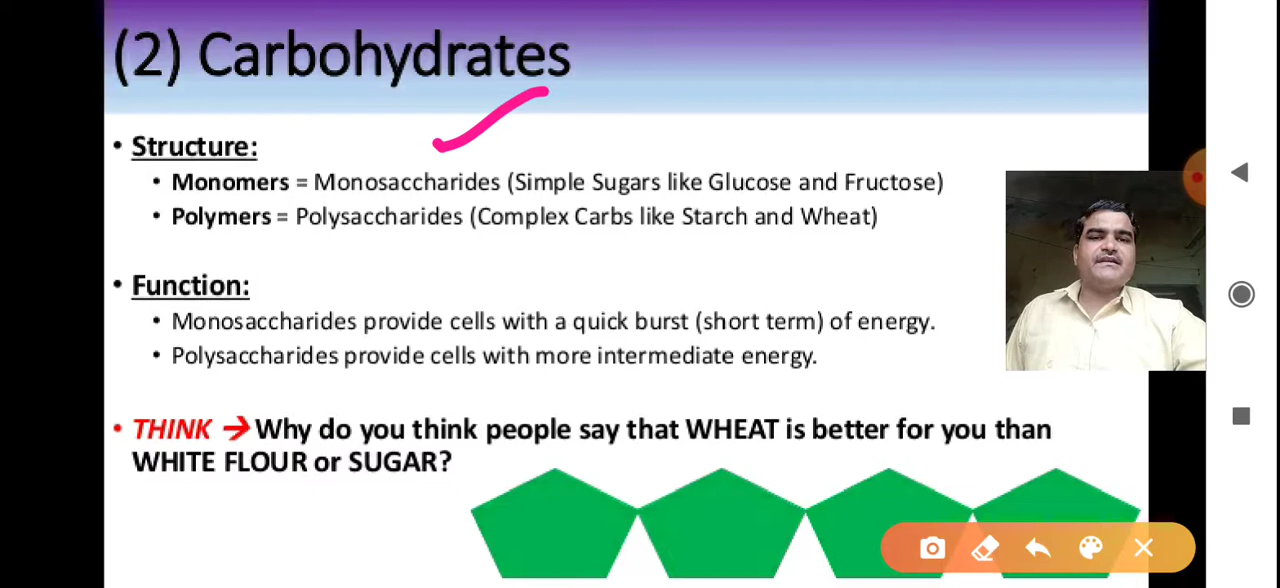 (2) Carbohydrates
• Structure:
• Monomers = Monosaccharides (Simple Sugars like Glucose and Fructose)
• Polymers = Polysaccharides (Complex Carbs like Starch and Wheat)
• Function:
• Monosaccharides provide cells with a quick burst (short term) of energy.
• Polysaccharides provide cells with more intermediate energy.
• THINK → Why do you think people say that WHEAT is better for you than
WHITE FLOUR or SUGAR?